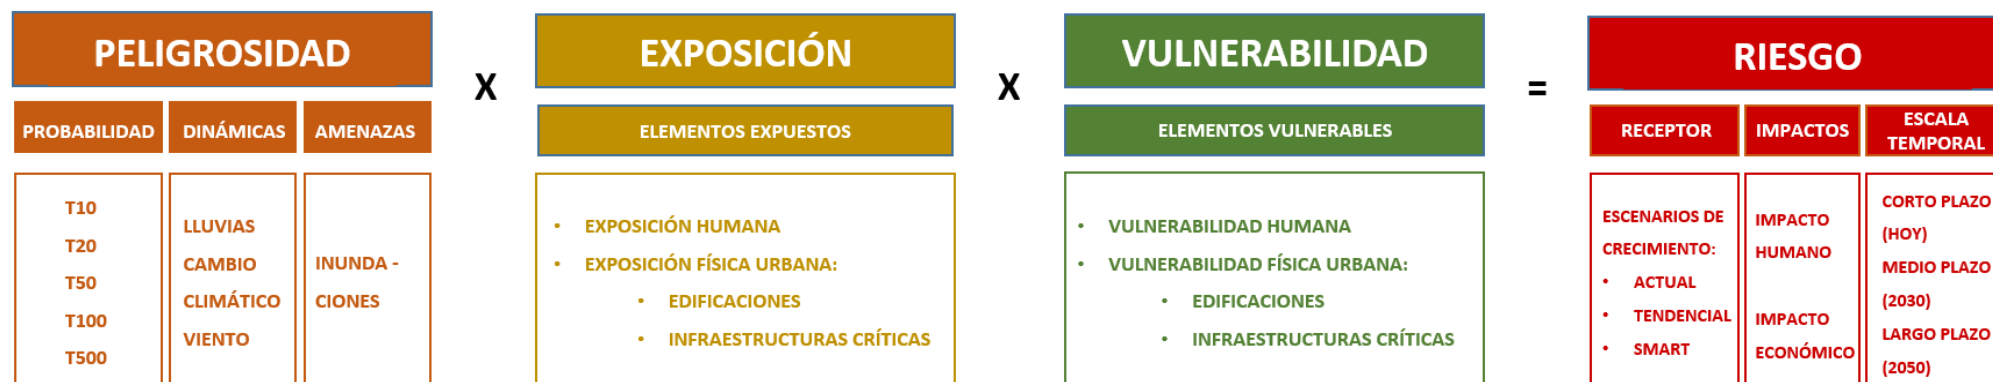 PELIGROSIDAD
X
EXPOSICIÓN
X
VULNERABILIDAD
=
RIESGO
PROBABILIDAD
DINÁMICAS
AMENAZAS
ELEMENTOS EXPUESTOS
ELEMENTOS VULNERABLES
RECEPTOR
IMPACTOS
ESCALA
TEMPORAL
T10
T20
T50
T100
T500
LLUVIAS
CAMBIO
CLIMÁTICO
VIENTO
INUNDA -
CIONES
• EXPOSICIÓN HUMANA
• EXPOSICIÓN FÍSICA URBANA:
• EDIFICACIONES
• INFRAESTRUCTURAS CRÍTICAS
• VULNERABILIDAD HUMANA
• VULNERABILIDAD FÍSICA URBANA:
• EDIFICACIONES
• INFRAESTRUCTURAS CRÍTICAS
ESCENARIOS DE
CRECIMIENTO:
• ACTUAL
• TENDENCIAL
• SMART
IMPACTO
HUMANO
IMPACTO
ECONÓMICO
CORTO PLAZO
(HOY)
MEDIO PLAZO
(2030)
LARGO PLAZO
(2050)